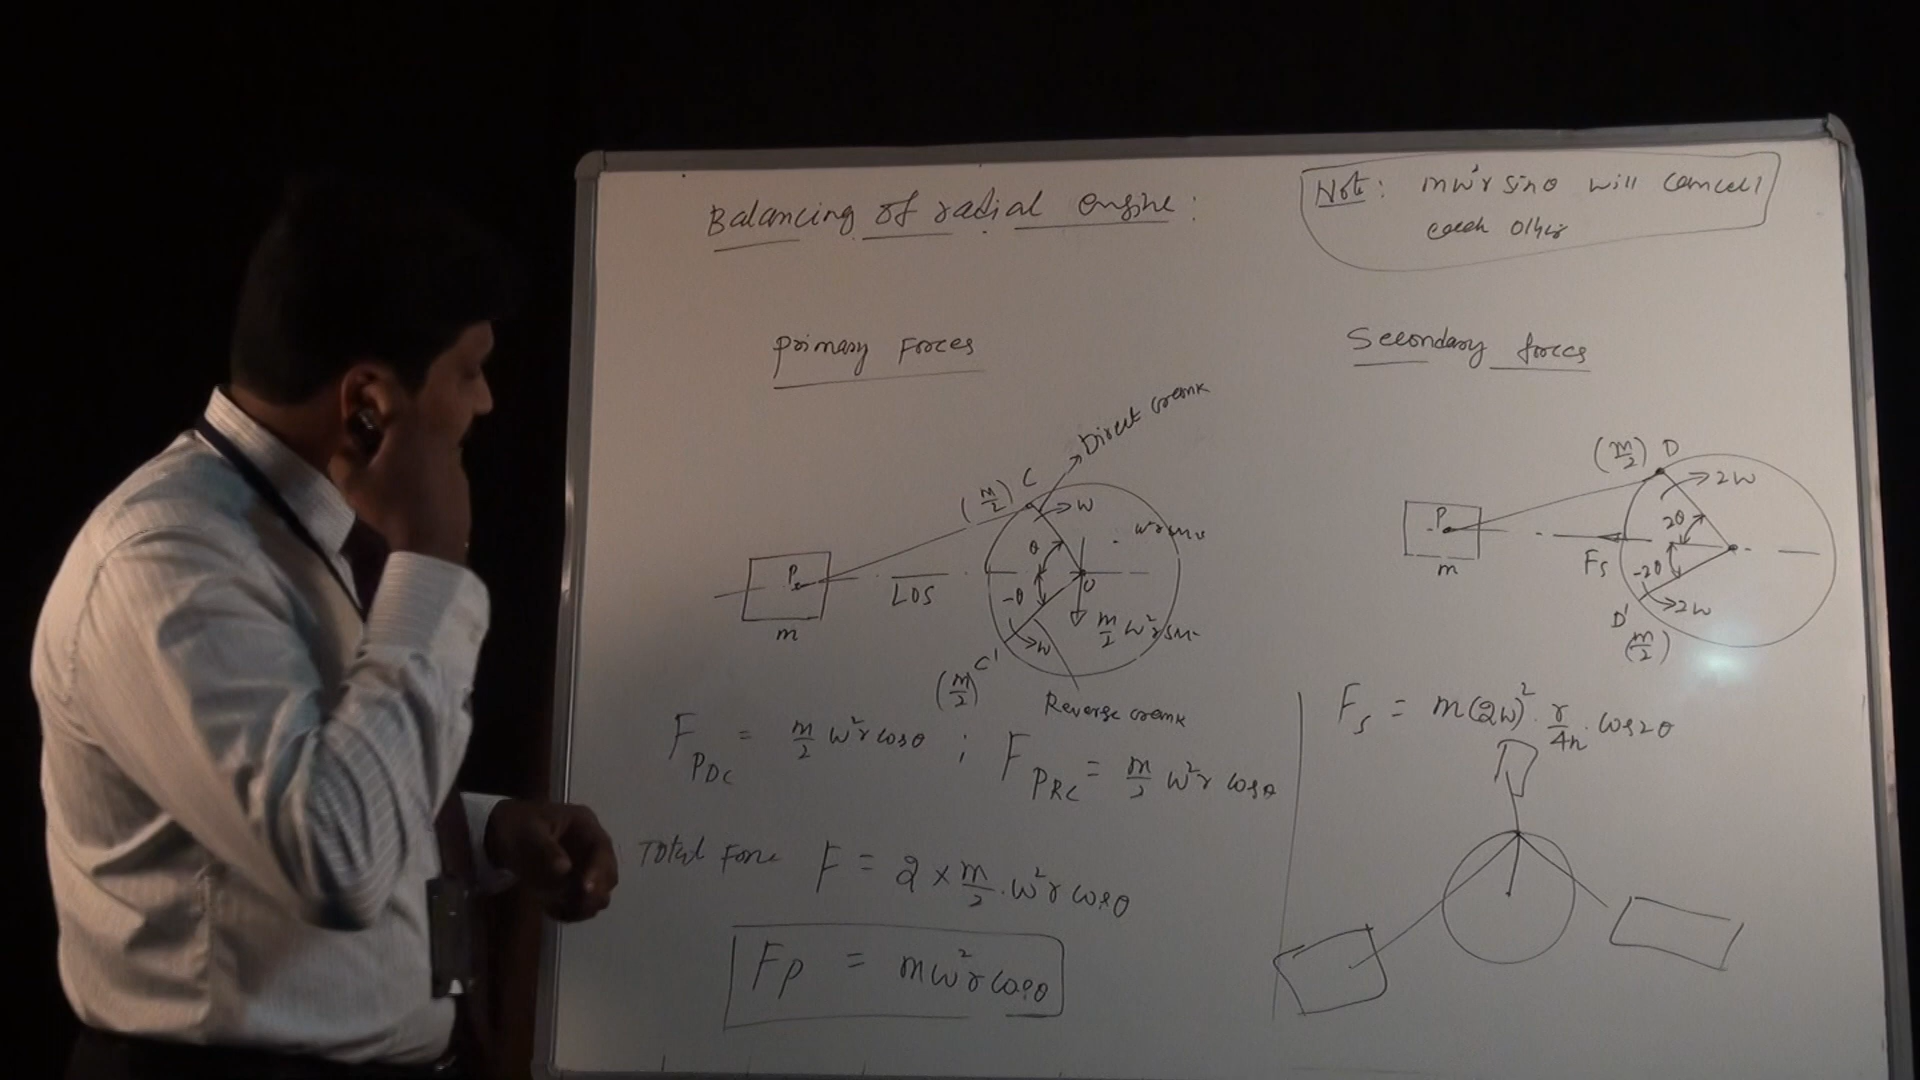 Balancing of radial engine :
Note : mω²r sinθ will cancel
each other
Primary Forces
Direct crank
(m/2) C
ω
θ
P
LOS
O
-θ
m
m/2 ω²r
ω
C'
(m/2)
Reverse crank
F_PDC = m/2 ω²r cosθ ; F_PRC = m/2 ω²r cosθ
Total Force F = 2 × m/2 . ω²r cosθ
Fp = mω²r cosθ
Secondary forces
(m/2) D
2ω
P
2θ
m
Fs
-2θ
2ω
D'
(m/2)
Fs = m(2ω)² . r/4n . cos2θ